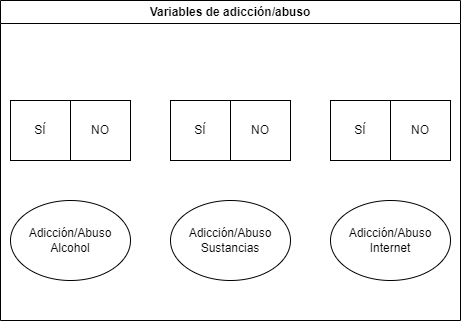 Variables de adicción/abuso
SÍ NO SÍ NO SÍ NO
Adicción/Abuso Adicción/Abuso Adicción/Abuso
Alcohol Sustancias Internet